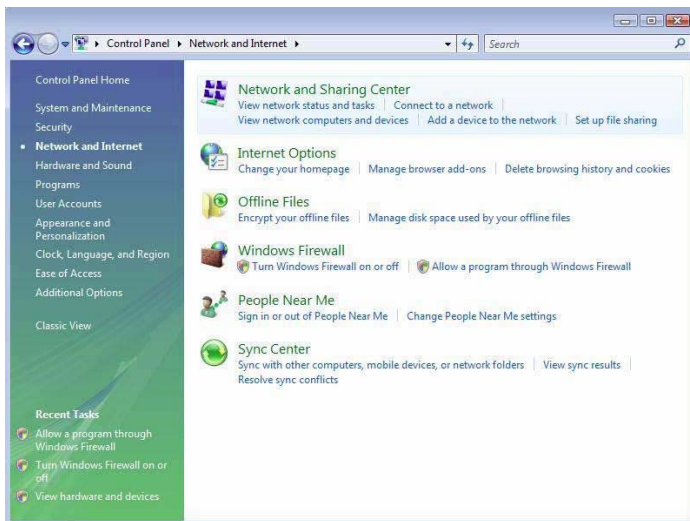 Control Panel Network and Internet Search
Control Panel Home
System and Maintenance
Security
Network and Internet
Hardware and Sound
Programs
User Accounts
Appearance and
Personalization
Clock, Language, and Region
Ease of Access
Additional Options
Classic View
Recent Tasks
Allow a program through
Windows Firewall
Turn Windows Firewall on or
off
View hardware and devices
Network and Sharing Center
View network status and tasks Connect to a network
View network computers and devices Add a device to the network Set up file sharing
Internet Options
Change your homepage Manage browser add-ons Delete browsing history and cookies
Offline Files
Encrypt your offline files Manage disk space used by your offline files
Windows Firewall
Turn Windows Firewall on or off Allow a program through Windows Firewall
People Near Me
Sign in or out of People Near Me Change People Near Me settings
Sync Center
Sync with other computers, mobile devices, or network folders View sync results
Resolve sync conflicts